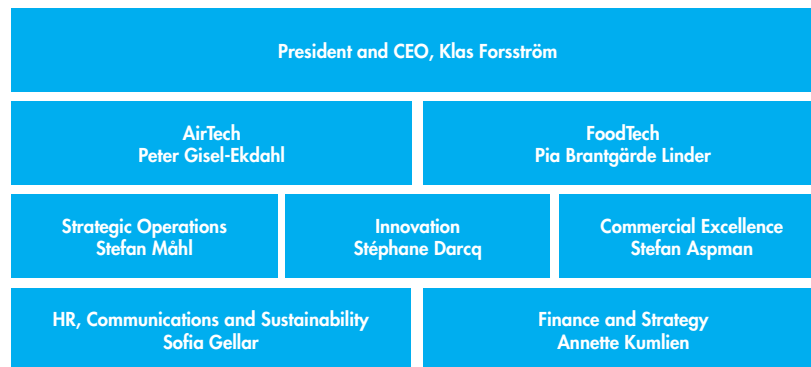 President and CEO, Klas Forsström
AirTech
Peter Gisel-Ekdahl
FoodTech
Pia Brantgärde Linder
Strategic Operations
Stefan Måhl
Innovation
Stéphane Darcq
Commercial Excellence
Stefan Aspman
HR, Communications and Sustainability
Sofia Gellar
Finance and Strategy
Annette Kumlien